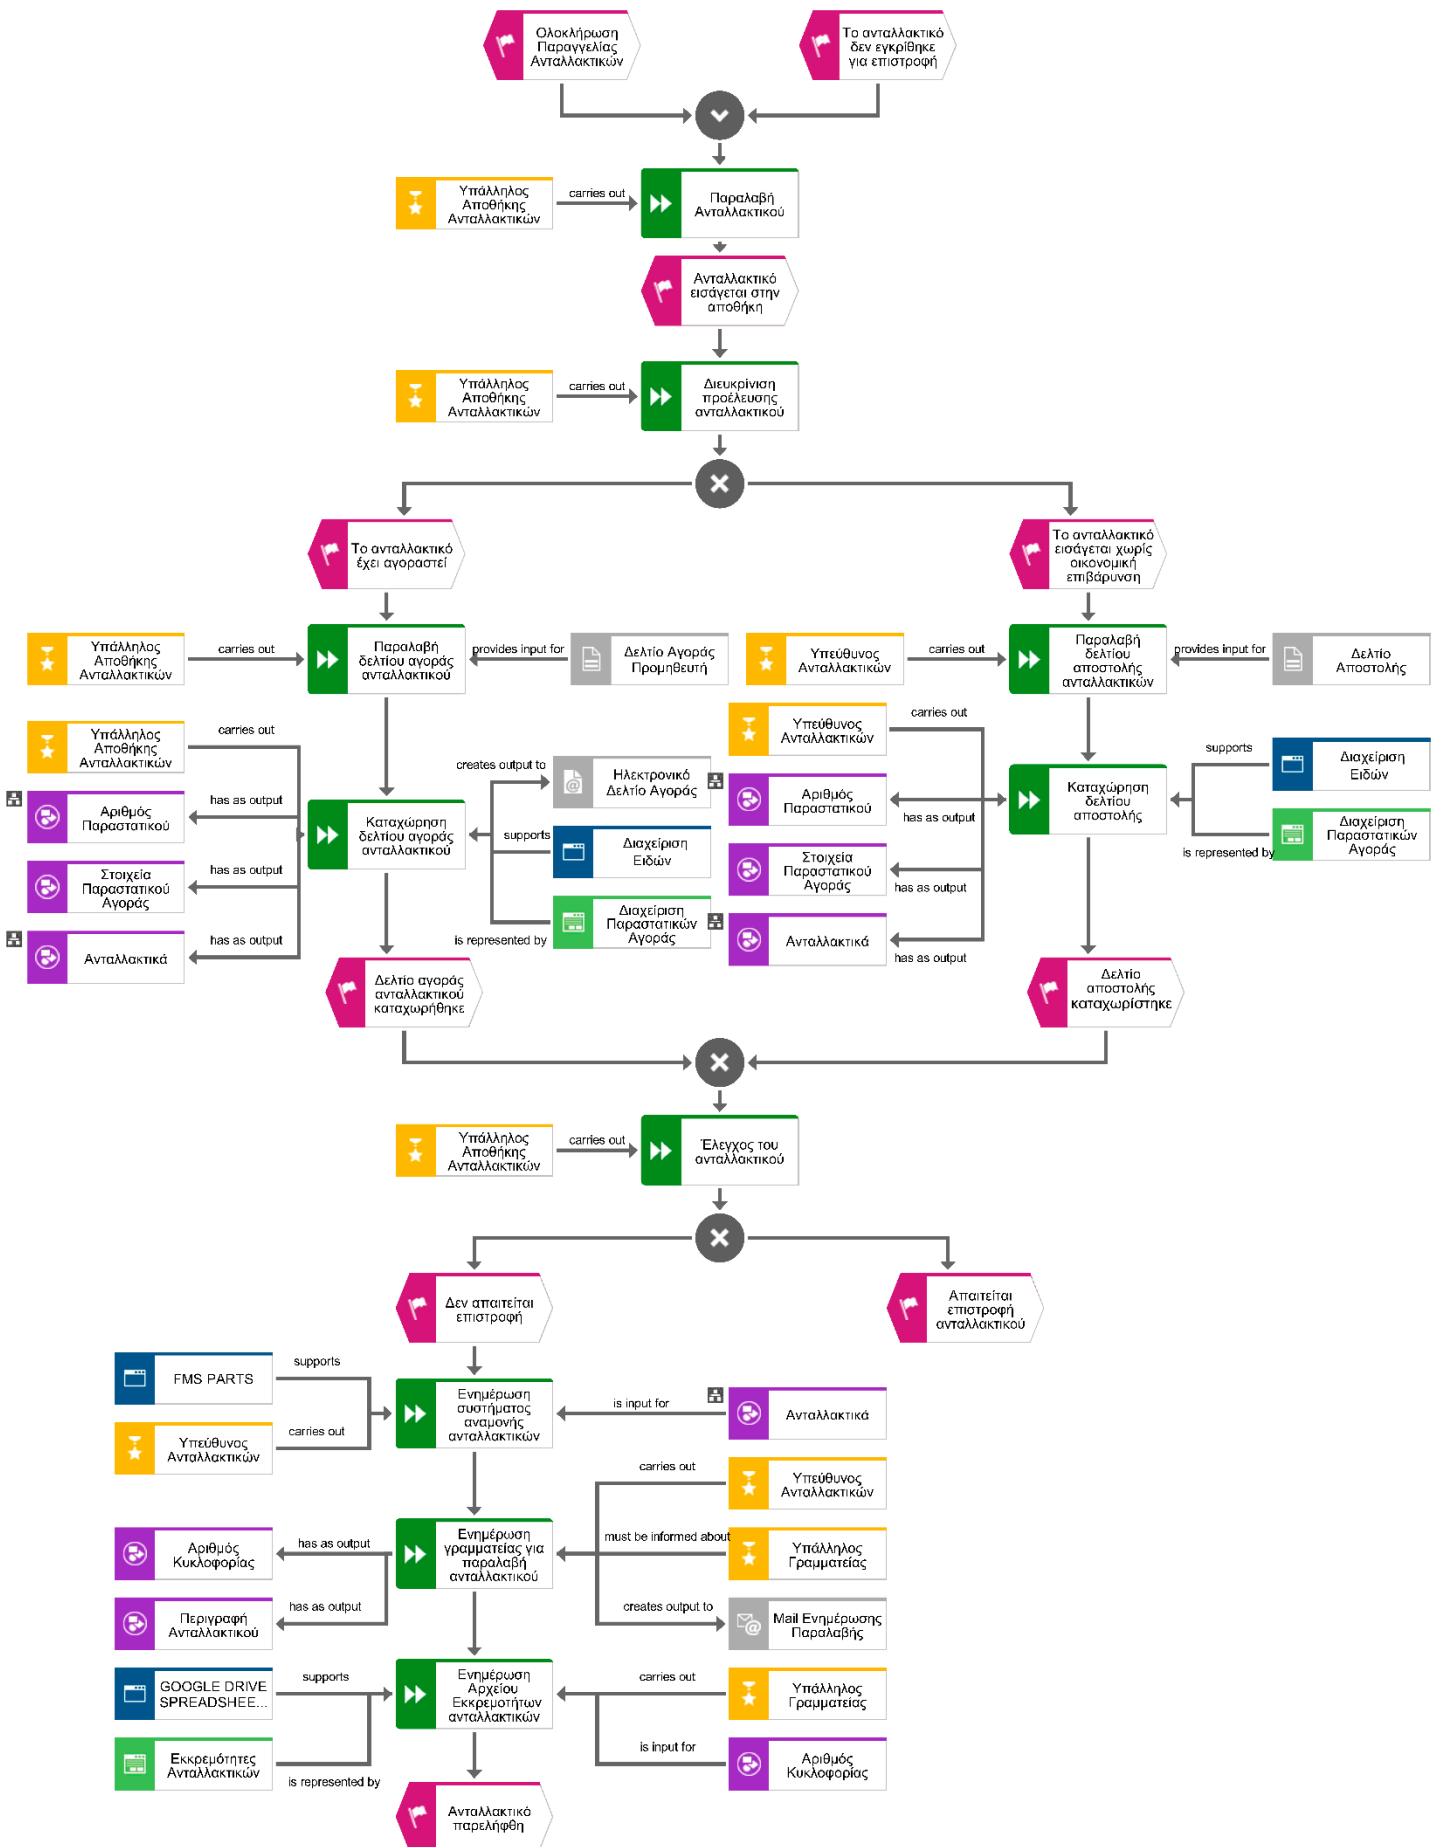 Ολοκλήρωση
Παραγγελίας
Ανταλλακτικών
Το ανταλλακτικό
δεν εγκρίθηκε
για επιστροφή
Υπάλληλος
Αποθήκης
Ανταλλακτικών
carries out
Παραλαβή
Ανταλλακτικού
Ανταλλακτικό
εισάγεται στην
αποθήκη
Υπάλληλος
Αποθήκης
Ανταλλακτικών
carries out
Διευκρίνιση
προέλευσης
ανταλλακτικού
Το ανταλλακτικό
έχει αγοραστεί
Το ανταλλακτικό
εισάγεται χωρίς
οικονομική
επιβάρυνση
Υπάλληλος
Αποθήκης
Ανταλλακτικών
carries out
Παραλαβή
δελτίου αγοράς
ανταλλακτικού
provides input for
Δελτίο Αγοράς
Προμηθευτή
Υπεύθυνος
Ανταλλακτικών
carries out
Παραλαβή
δελτίου
αποστολής
ανταλλακτικών
provides input for
Δελτίο
Αποστολής
Υπάλληλος
Αποθήκης
Ανταλλακτικών
carries out
Αριθμός
Παραστατικού
has as output
Στοιχεία
Παραστατικού
Αγοράς
has as output
Ανταλλακτικά
has as output
Καταχώρηση
δελτίου αγοράς
ανταλλακτικού
creates output to
Ηλεκτρονικό
Δελτίο Αγοράς
supports
Διαχείριση
Ειδών
is represented by
Διαχείριση
Παραστατικών
Αγοράς
Υπεύθυνος
Ανταλλακτικών
carries out
Αριθμός
Παραστατικού
has as output
Στοιχεία
Παραστατικού
Αγοράς
has as output
Ανταλλακτικά
has as output
Καταχώρηση
δελτίου
αποστολής
supports
Διαχείριση
Ειδών
is represented by
Διαχείριση
Παραστατικών
Αγοράς
Δελτίο αγοράς
ανταλλακτικού
καταχωρήθηκε
Δελτίο
αποστολής
καταχωρίστηκε
Υπάλληλος
Αποθήκης
Ανταλλακτικών
carries out
Έλεγχος του
ανταλλακτικού
Δεν απαιτείται
επιστροφή
Απαιτείται
επιστροφή
ανταλλακτικού
FMS PARTS
supports
Υπεύθυνος
Ανταλλακτικών
carries out
Ενημέρωση
συστήματος
αναμονής
ανταλλακτικών
is input for
Ανταλλακτικά
carries out
Υπεύθυνος
Ανταλλακτικών
Αριθμός
Κυκλοφορίας
has as output
Περιγραφή
Ανταλλακτικού
has as output
Ενημέρωση
γραμματείας για
παραλαβή
ανταλλακτικού
must be informed about
Υπάλληλος
Γραμματείας
creates output to
Mail Ενημέρωσης
Παραλαβής
GOOGLE DRIVE
SPREADSHEE...
supports
Εκκρεμότητες
Ανταλλακτικών
is represented by
Ενημέρωση
Αρχείου
Εκκρεμοτήτων
ανταλλακτικών
carries out
Υπάλληλος
Γραμματείας
is input for
Αριθμός
Κυκλοφορίας
Ανταλλακτικό
παρελήφθη